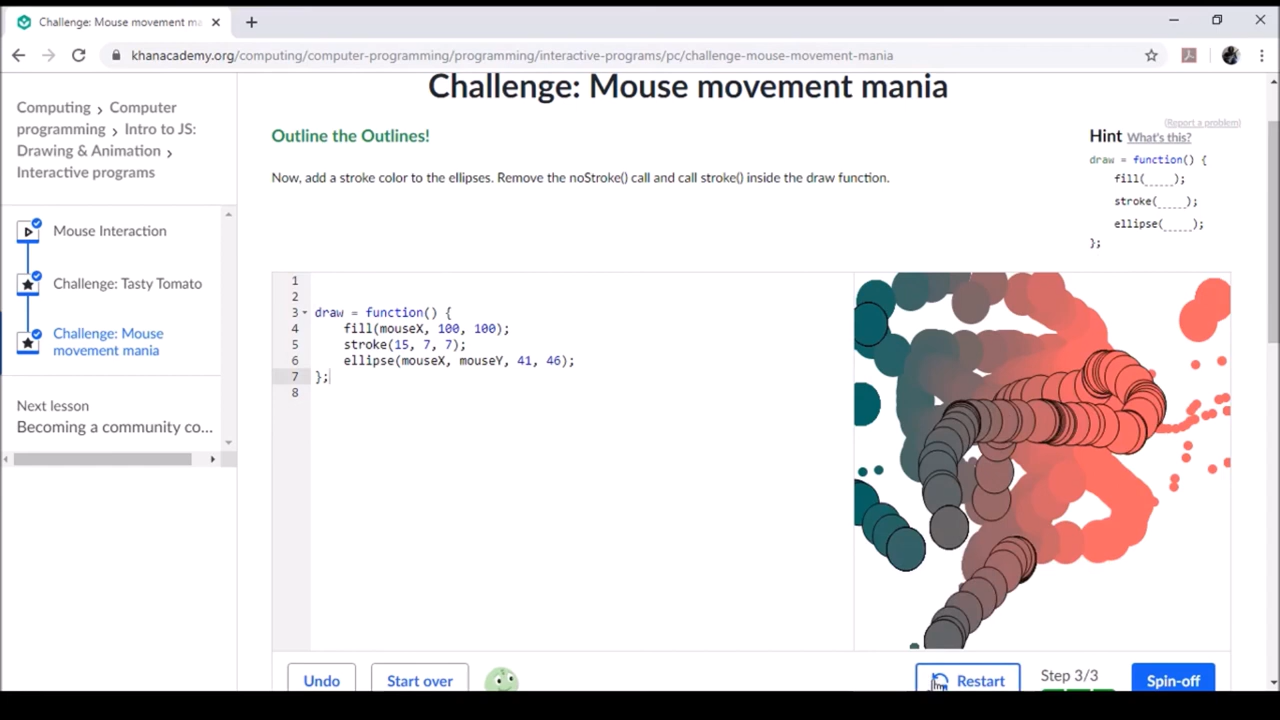 Challenge: Mouse movement ma
khanacademy.org/computing/computer-programming/programming/interactive-programs/pc/challenge-mouse-movement-mania
Computing > Computer
programming > Intro to JS:
Drawing & Animation >
Interactive programs
Mouse Interaction
Challenge: Tasty Tomato
Challenge: Mouse
movement mania
Next lesson
Becoming a community co...
Challenge: Mouse movement mania
(Report a problem)
Outline the Outlines!
Now, add a stroke color to the ellipses. Remove the noStroke() call and call stroke() inside the draw function.
Hint What's this?
draw = function() {
fill(_____);
stroke(_____);
ellipse(_____);
};
1
2
3 draw = function() {
4 fill(mouseX, 100, 100);
5 stroke(15, 7, 7);
6 ellipse(mouseX, mouseY, 41, 46);
7 };
8
Undo
Start over
Restart
Step 3/3
Spin-off